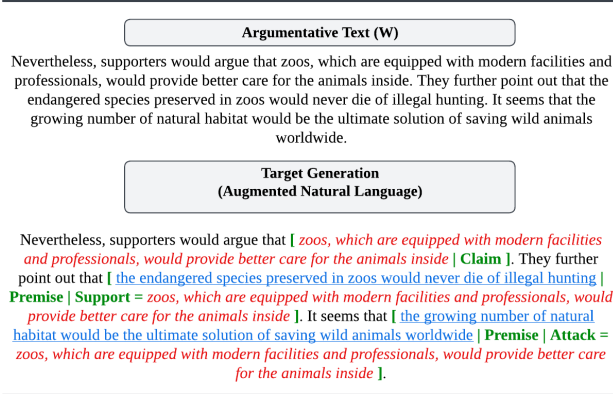 Argumentative Text (W)
Nevertheless, supporters would argue that zoos, which are equipped with modern facilities and
professionals, would provide better care for the animals inside. They further point out that the
endangered species preserved in zoos would never die of illegal hunting. It seems that the
growing number of natural habitat would be the ultimate solution of saving wild animals
worldwide.
Target Generation
(Augmented Natural Language)
Nevertheless, supporters would argue that [ zoos, which are equipped with modern facilities
and professionals, would provide better care for the animals inside | Claim ]. They further
point out that [ the endangered species preserved in zoos would never die of illegal hunting |
Premise | Support = zoos, which are equipped with modern facilities and professionals, would
provide better care for the animals inside ]. It seems that [ the growing number of natural
habitat would be the ultimate solution of saving wild animals worldwide | Premise | Attack =
zoos, which are equipped with modern facilities and professionals, would provide better care
for the animals inside ].